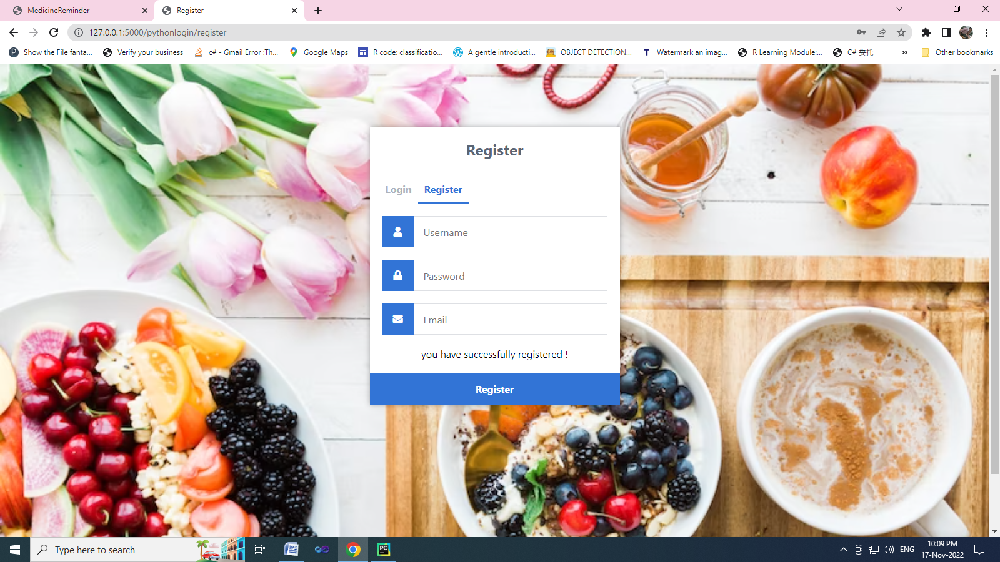 MedicineReminder
Register
127.0.0.1:5000/pythonlogin/register
Show the File fanta...
Verify your business
c# - Gmail Error :Th...
Google Maps
R code: classificatio...
A gentle introducti...
OBJECT DETECTION...
T
Watermark an imag...
R Learning Module:...
C# 委托
»
Other bookmarks
Register
Login
Register
Username
Password
Email
you have successfully registered !
Register
Type here to search
W
PC
ENG
10:09 PM
17-Nov-2022